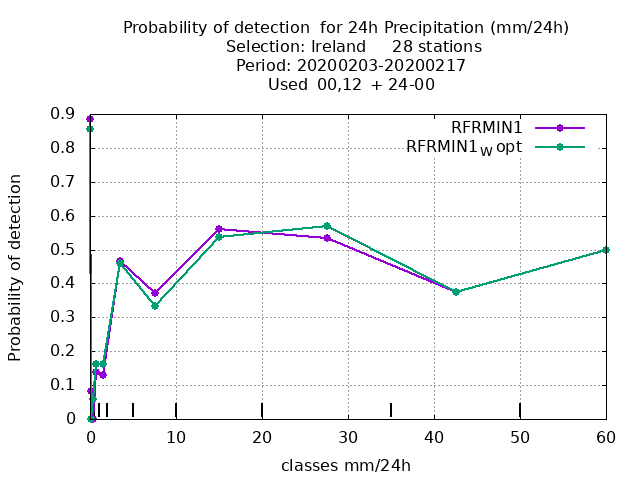 Probability of detection  for 24h Precipitation (mm/24h)
Selection: Ireland     28 stations
Period: 20200203-20200217
Used  00,12  + 24-00
RFRMIN1
RFRMIN1W opt
Probability of detection
0.9
0.8
0.7
0.6
0.5
0.4
0.3
0.2
0.1
0
0 10 20 30 40 50 60
classes mm/24h